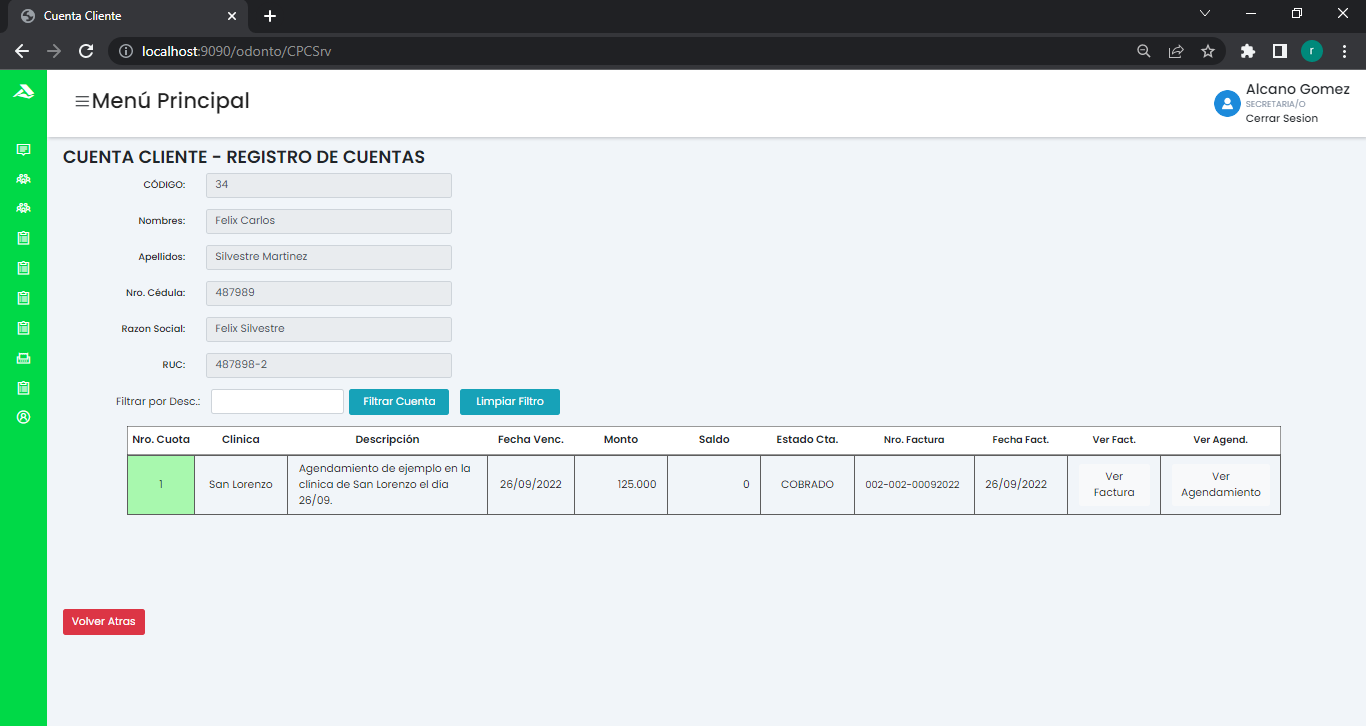 Cuenta Cliente
localhost:9090/odonto/CPCSrv
r
Menú Principal
Alcano Gomez
SECRETARIA/O
Cerrar Sesion
CUENTA CLIENTE - REGISTRO DE CUENTAS
CÓDIGO: 34
Nombres: Felix Carlos
Apellidos: Silvestre Martinez
Nro. Cédula: 487989
Razon Social: Felix Silvestre
RUC: 487898-2
Filtrar por Desc.: Filtrar Cuenta Limpiar Filtro
Nro. Cuota Clinica Descripción Fecha Venc. Monto Saldo Estado Cta. Nro. Factura Fecha Fact. Ver Fact. Ver Agend.
1 San Lorenzo Agendamiento de ejemplo en la
clínica de San Lorenzo el día
26/09.
26/09/2022 125.000 0 COBRADO 002-002-00092022 26/09/2022
Ver
Factura
Ver
Agendamiento
Volver Atras